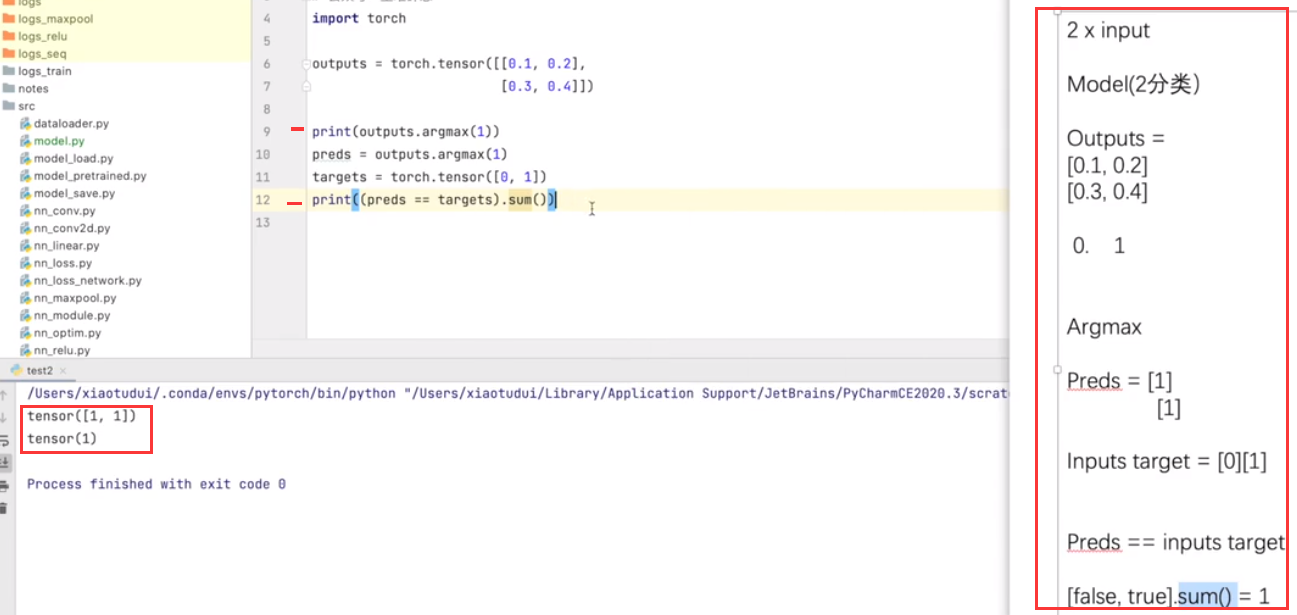 logs
logs_maxpool
logs_relu
logs_seq
logs_train
notes
src
dataloader.py
model.py
model_load.py
model_pretrained.py
model_save.py
nn_conv.py
nn_conv2d.py
nn_linear.py
nn_loss.py
nn_loss_network.py
nn_maxpool.py
nn_module.py
nn_optim.py
nn_relu.py
4 import torch
5
6 outputs = torch.tensor([[0.1, 0.2],
7 [0.3, 0.4]])
8
9 print(outputs.argmax(1))
10 preds = outputs.argmax(1)
11 targets = torch.tensor([0, 1])
12 print((preds == targets).sum())
13
test2
/Users/xiaotudui/.conda/envs/pytorch/bin/python "/Users/xiaotudui/Library/Application Support/JetBrains/PyCharmCE2020.3/scrat
tensor([1, 1])
tensor(1)
Process finished with exit code 0
2 x input
Model(2分类）
Outputs =
[0.1, 0.2]
[0.3, 0.4]
0. 1
Argmax
Preds = [1]
[1]
Inputs target = [0][1]
Preds == inputs target
[false, true].sum() = 1